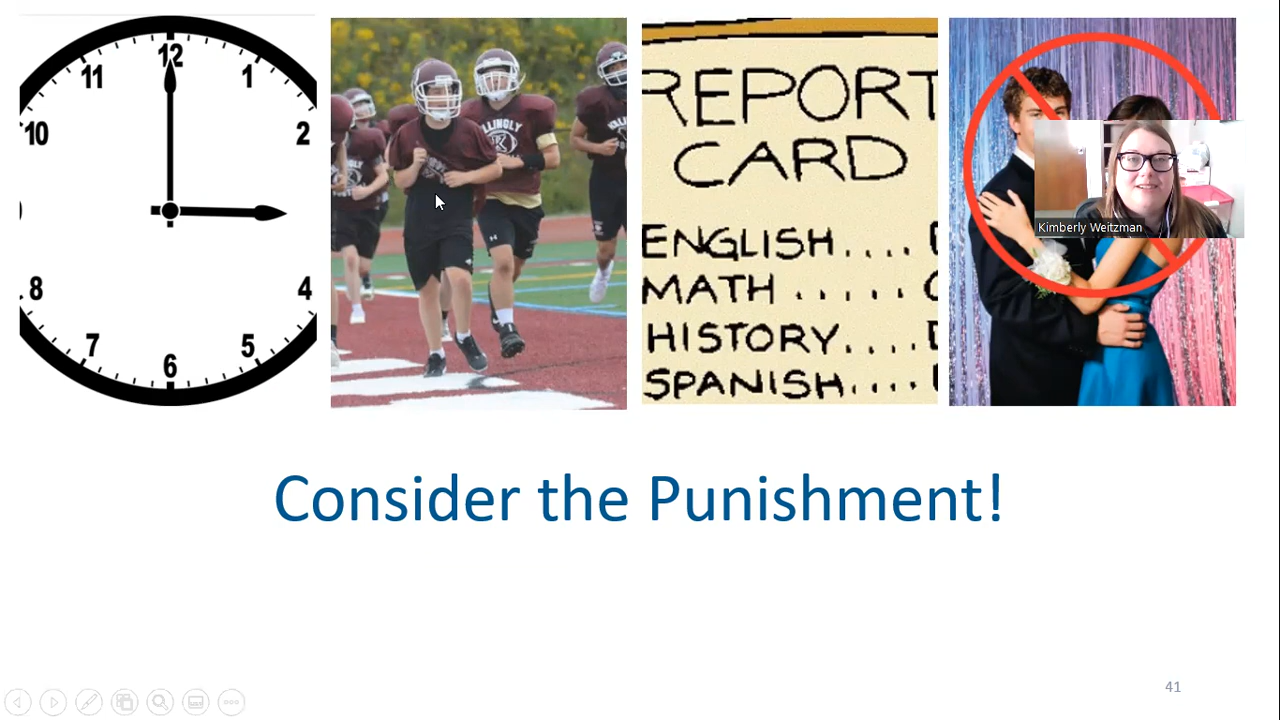 12
11
1
10
2
8
4
7
5
6
KILLINGLY
K
REPORT
CARD
ENGLISH....
MATH .....
HISTORY....
SPANISH....
Kimberly Weitzman
Consider the Punishment!
41